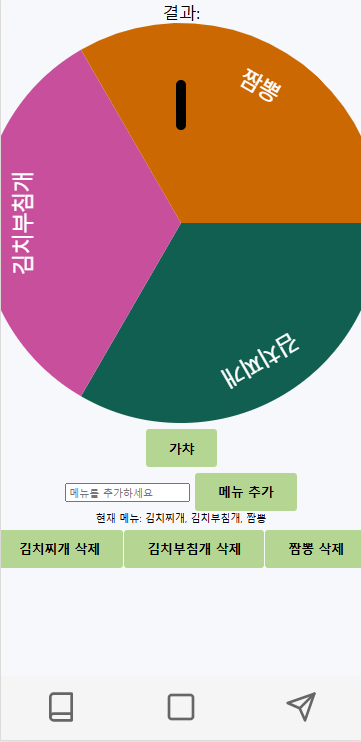 결과:
짬뽕
김치부침개
김치찌개
가챠
메뉴를 추가하세요 메뉴 추가
현재 메뉴: 김치찌개, 김치부침개, 짬뽕
김치찌개 삭제 김치부침개 삭제 짬뽕 삭제